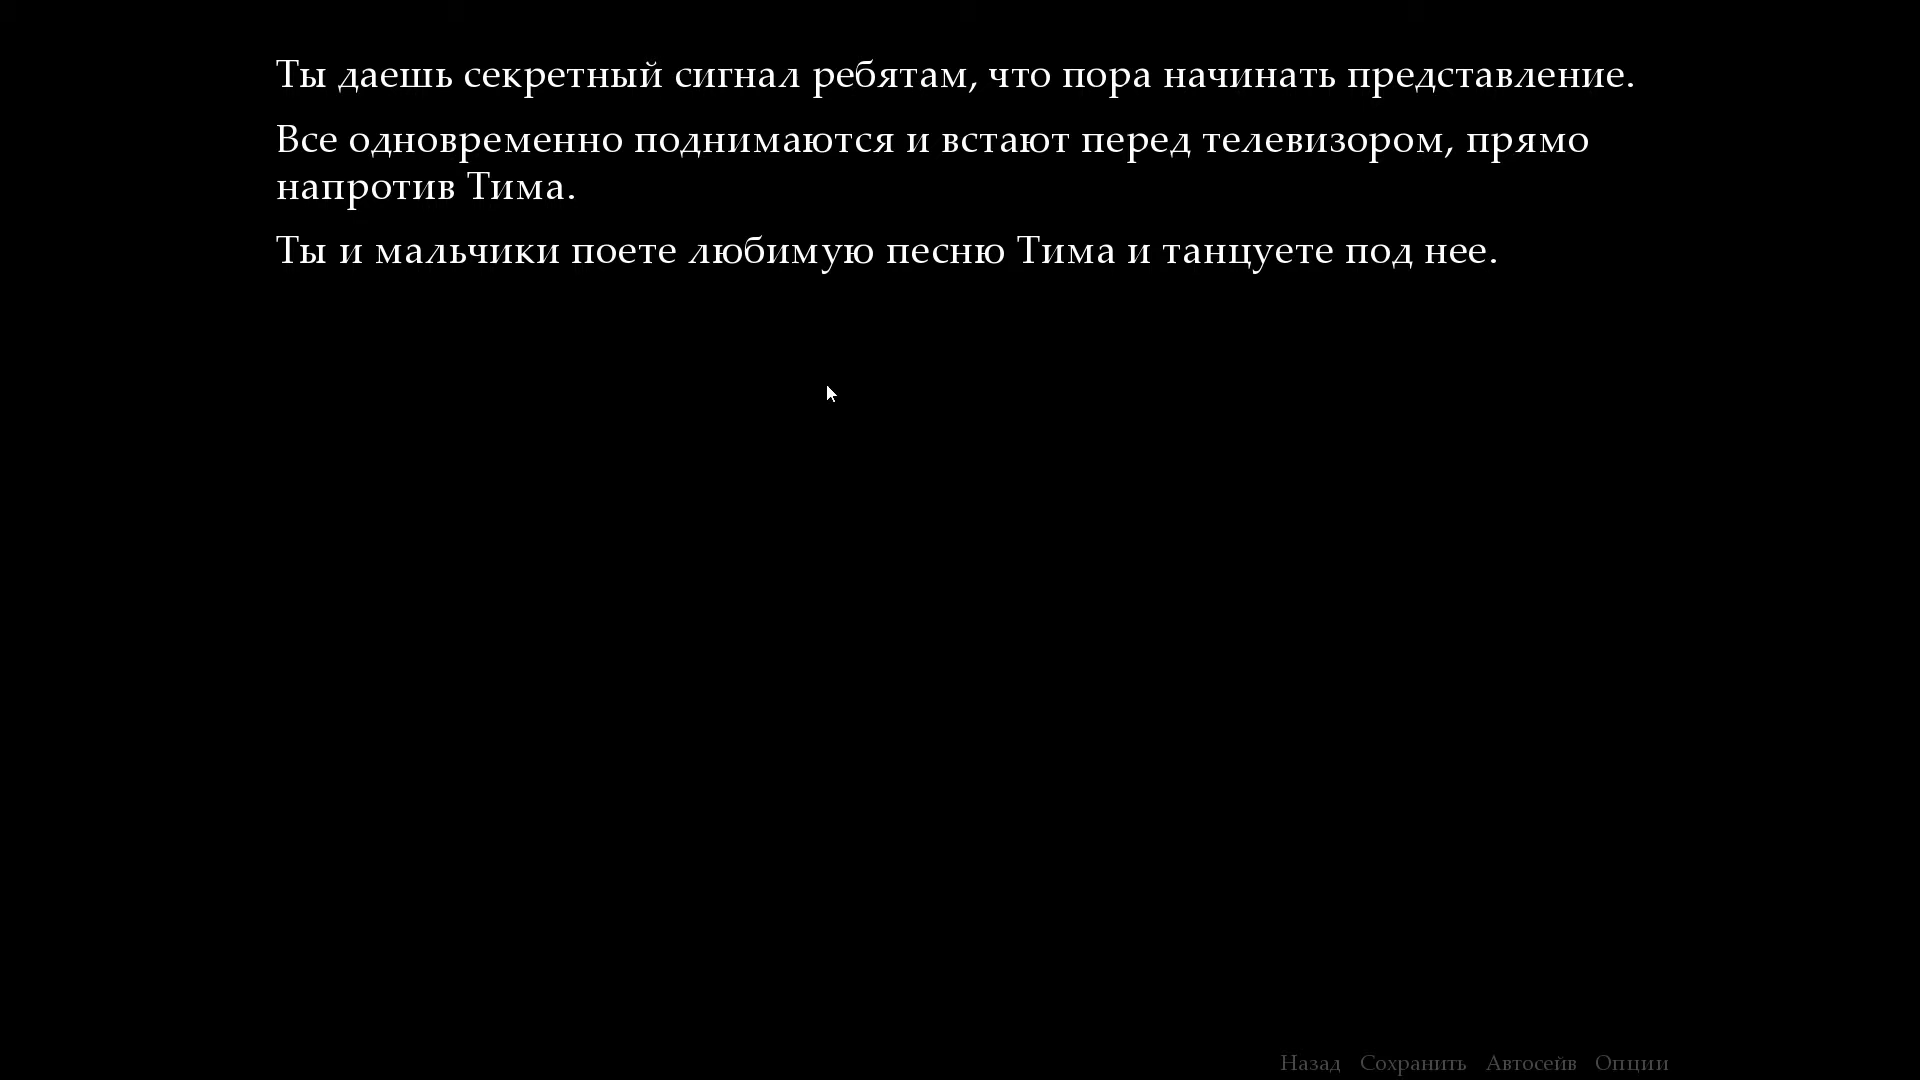 Ты даешь секретный сигнал ребятам, что пора начинать представление.
Все одновременно поднимаются и встают перед телевизором, прямо
напротив Тима.
Ты и мальчики поете любимую песню Тима и танцуете под нее.
Назад Сохранить Автосейв Опции